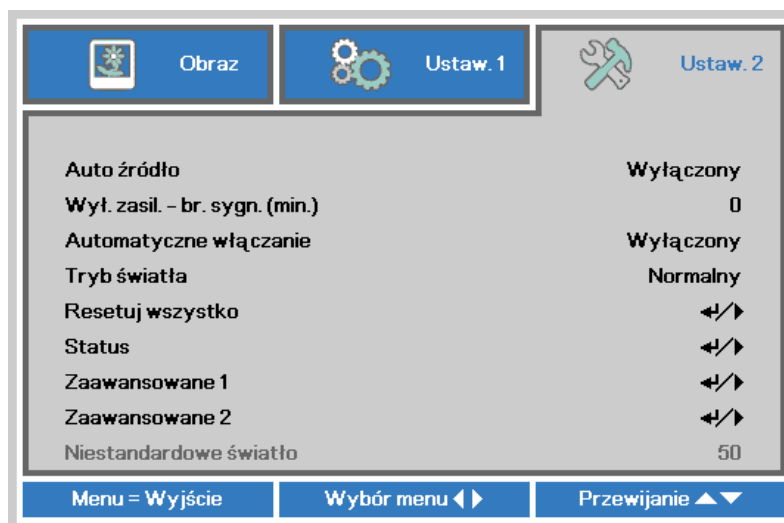 Obraz
Ustaw. 1
Ustaw. 2
Auto źródło Wyłączony
Wył. zasil. – br. sygn. (min.) 0
Automatyczne włączanie Wyłączony
Tryb światła Normalny
Resetuj wszystko ↵/▶
Status ↵/▶
Zaawansowane 1 ↵/▶
Zaawansowane 2 ↵/▶
Niestandardowe światło 50
Menu = Wyjście
Wybór menu ◀ ▶
Przewijanie ▲▼